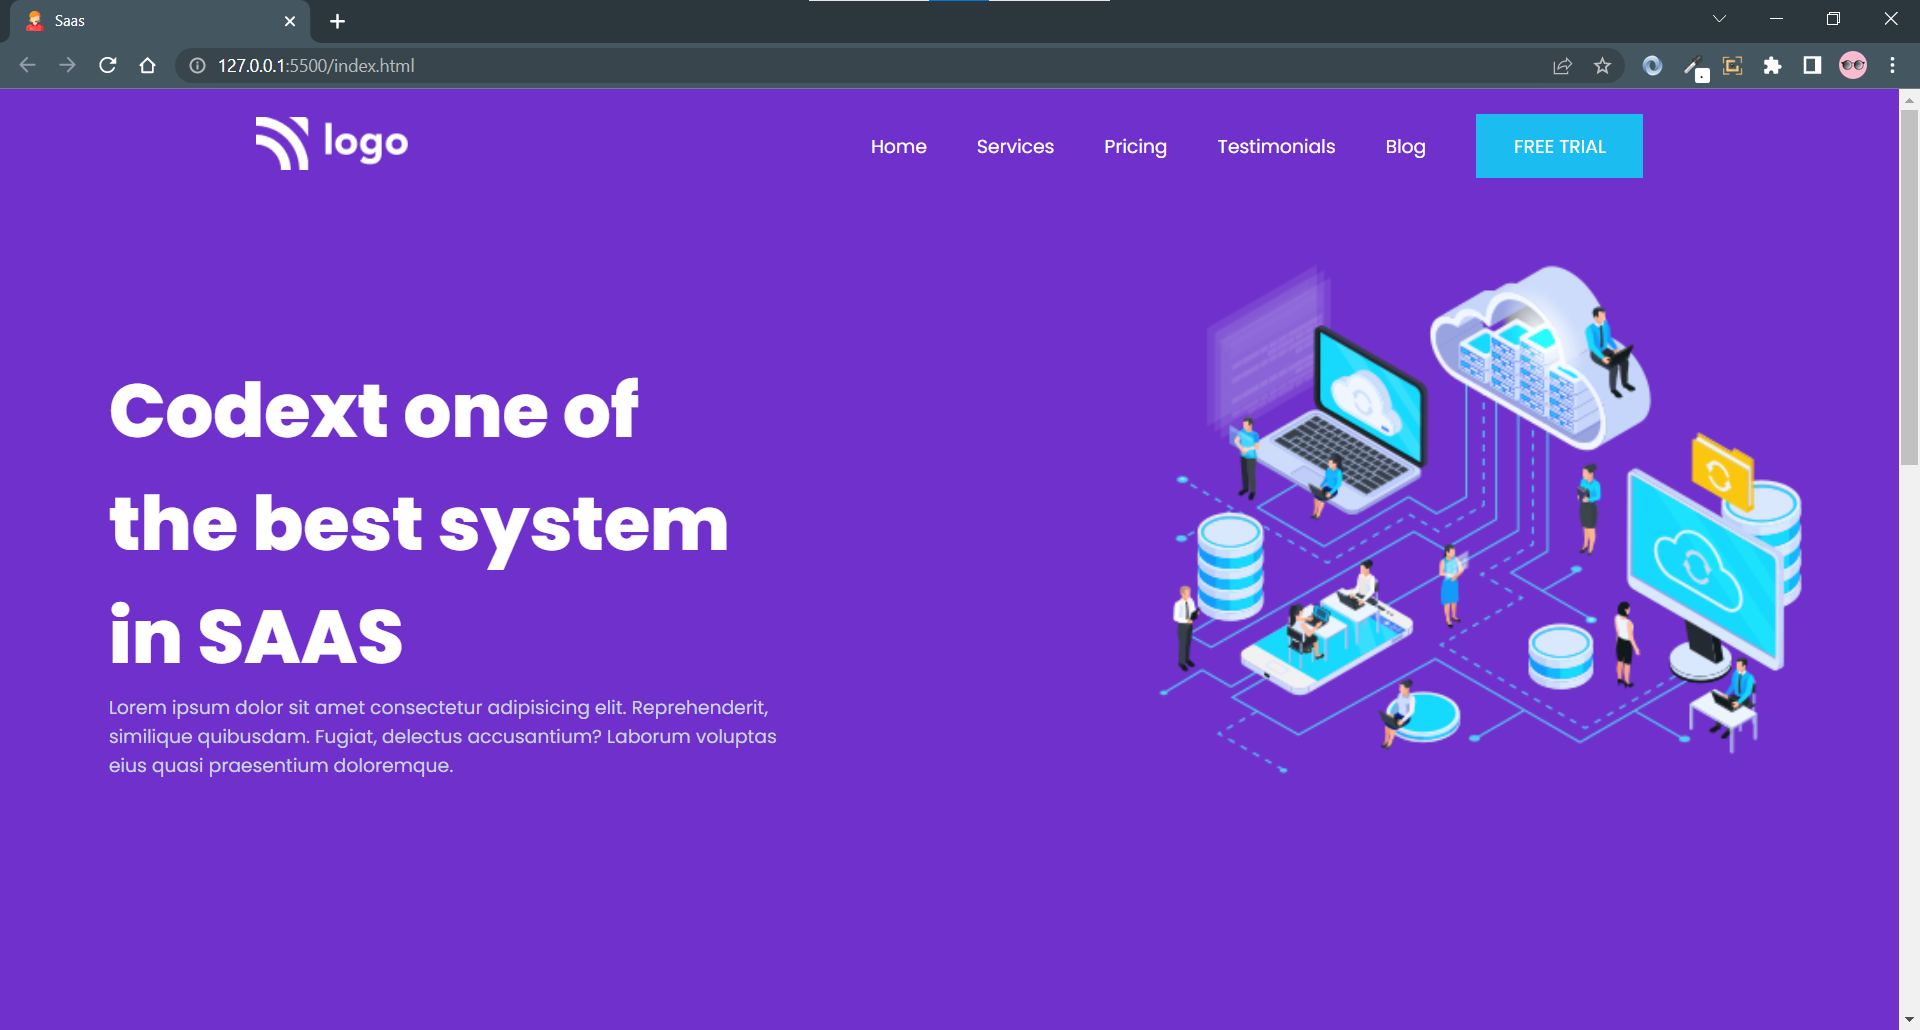 Saas
127.0.0.1:5500/index.html
logo
Home Services Pricing Testimonials Blog FREE TRIAL
Codext one of
the best system
in SAAS
Lorem ipsum dolor sit amet consectetur adipisicing elit. Reprehenderit,
similique quibusdam. Fugiat, delectus accusantium? Laborum voluptas
eius quasi praesentium doloremque.